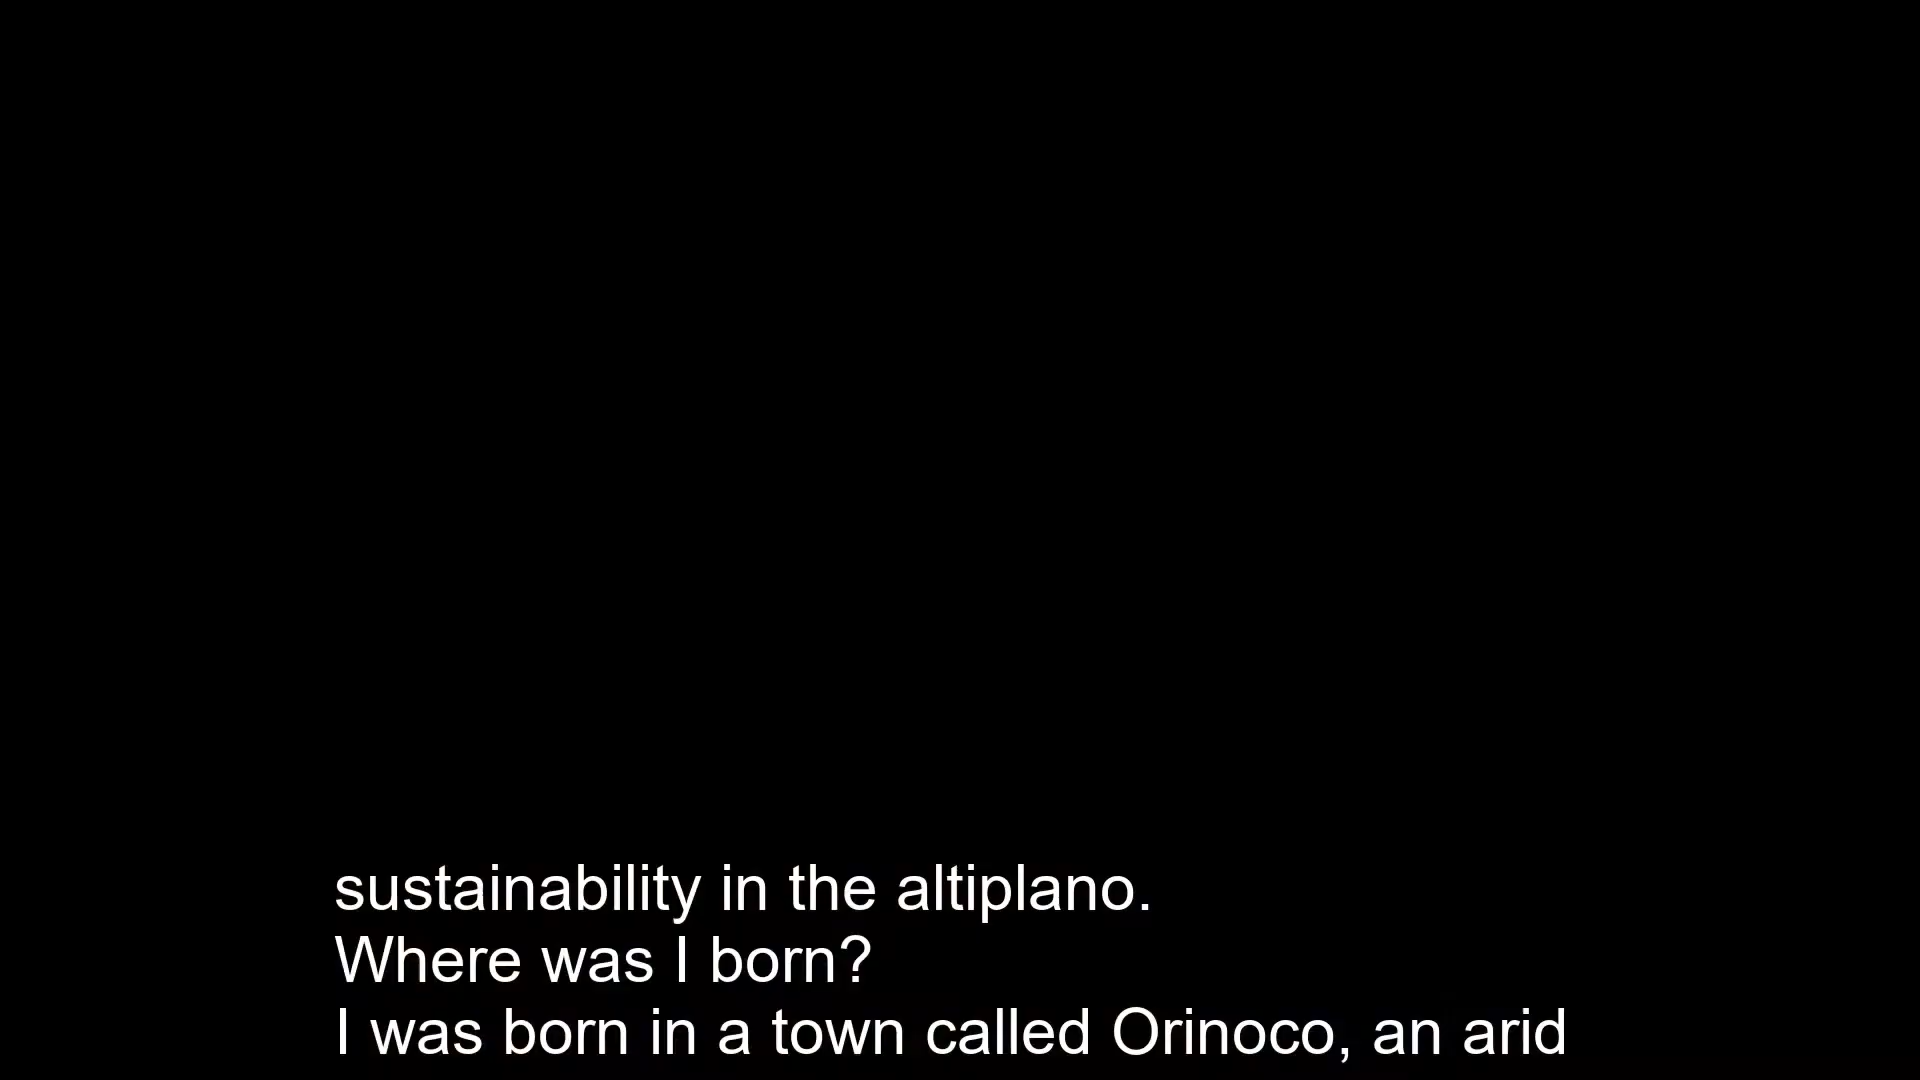 sustainability in the altiplano.
Where was I born?
I was born in a town called Orinoco, an arid